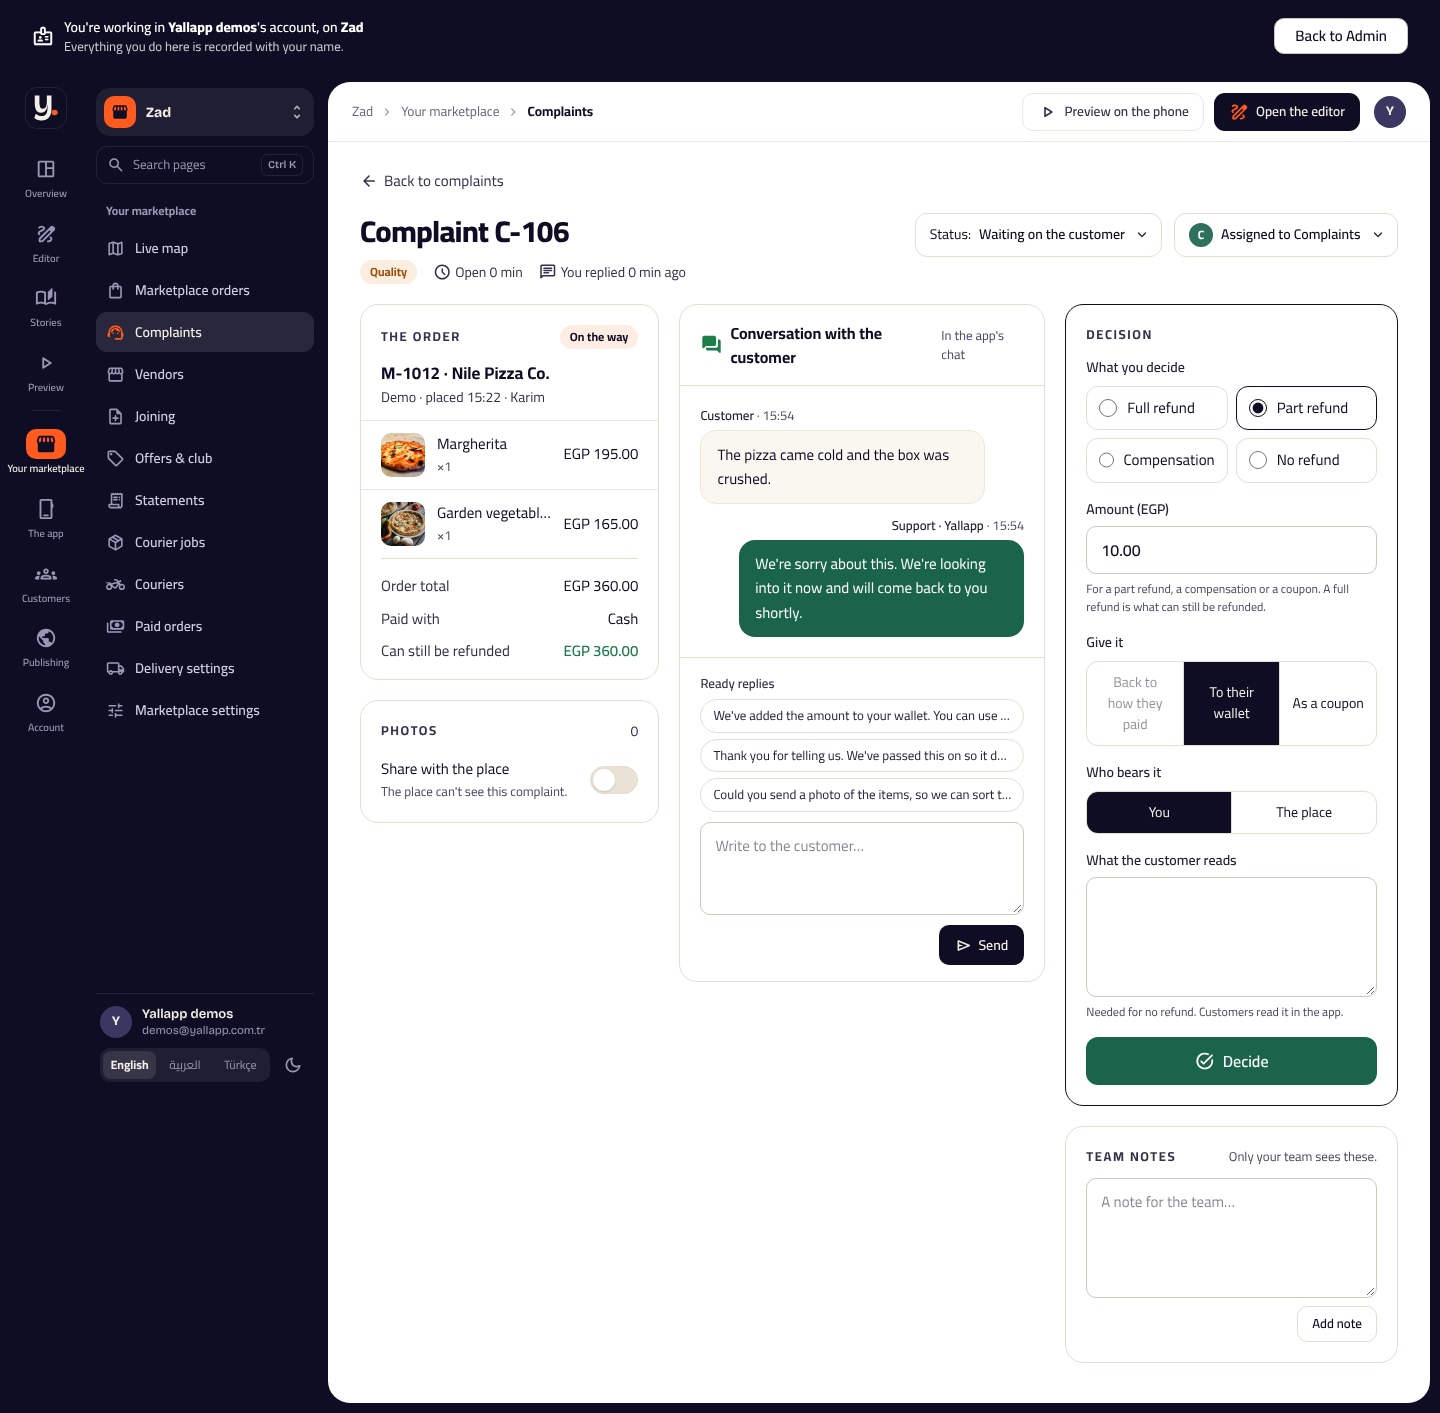 You're working in Yallapp demos's account, on Zad
Everything you do here is recorded with your name.
Back to Admin
y.
Overview
Editor
Stories
Preview
Your marketplace
The app
Customers
Publishing
Account
Zad
Search pages
Ctrl K
Your marketplace
Live map
Marketplace orders
Complaints
Vendors
Joining
Offers & club
Statements
Courier jobs
Couriers
Paid orders
Delivery settings
Marketplace settings
Y
Yallapp demos
demos@yallapp.com.tr
English
العربية
Türkçe
Zad
Your marketplace
Complaints
Preview on the phone
Open the editor
Y
Back to complaints
Complaint C-106
Status: Waiting on the customer
C
Assigned to Complaints
Quality
Open 0 min
You replied 0 min ago
THE ORDER
On the way
M-1012 · Nile Pizza Co.
Demo · placed 15:22 · Karim
Margherita
×1
EGP 195.00
Garden vegetabl...
×1
EGP 165.00
Order total
EGP 360.00
Paid with
Cash
Can still be refunded
EGP 360.00
PHOTOS
0
Share with the place
The place can't see this complaint.
Conversation with the
customer
In the app's
chat
Customer · 15:54
The pizza came cold and the box was
crushed.
Support · Yallapp · 15:54
We're sorry about this. We're looking
into it now and will come back to you
shortly.
Ready replies
We've added the amount to your wallet. You can use ...
Thank you for telling us. We've passed this on so it d...
Could you send a photo of the items, so we can sort t...
Write to the customer...
Send
DECISION
What you decide
Full refund
Part refund
Compensation
No refund
Amount (EGP)
10.00
For a part refund, a compensation or a coupon. A full
refund is what can still be refunded.
Give it
Back to
how they
paid
To their
wallet
As a coupon
Who bears it
You
The place
What the customer reads
Needed for no refund. Customers read it in the app.
Decide
TEAM NOTES
Only your team sees these.
A note for the team...
Add note